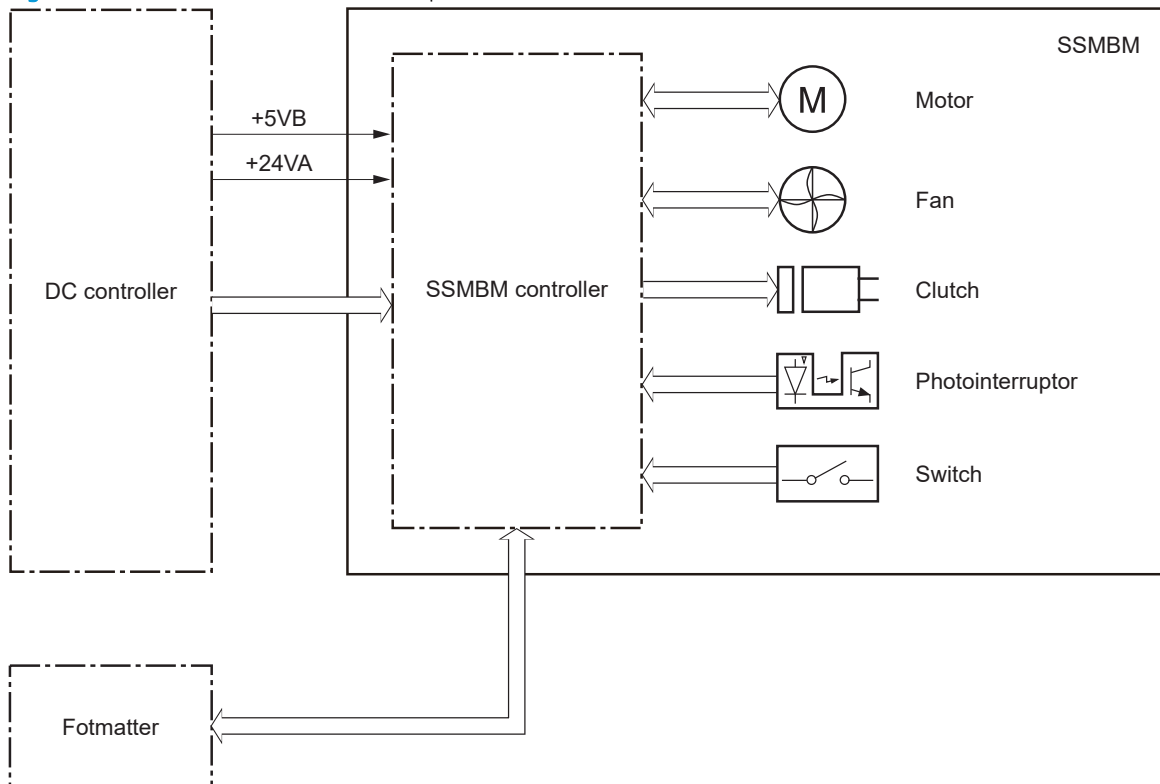 SSMBM
Motor
+5VB
+24VA
M
Fan
DC controller
SSMBM controller
Clutch
Photointerruptor
Switch
Fotmatter